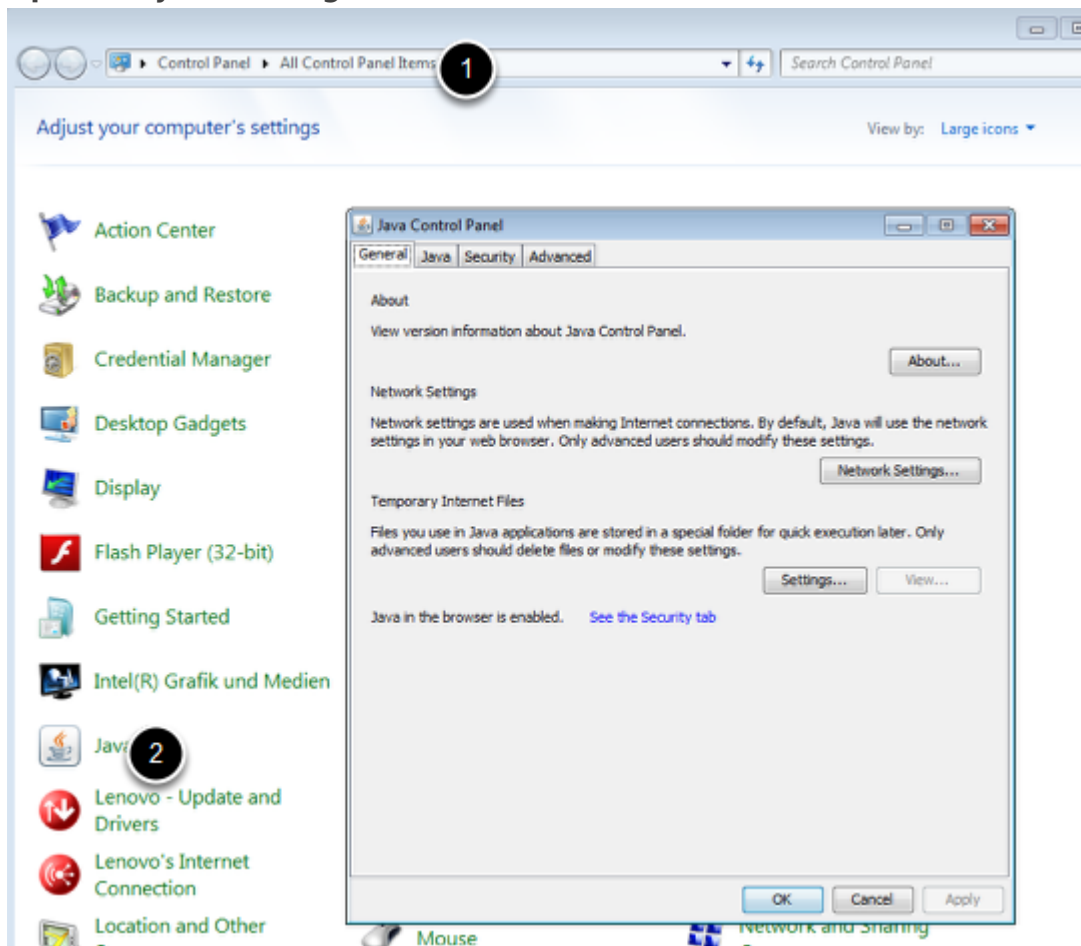 Control Panel ▸ All Control Panel Items
1
Search Control Panel
Adjust your computer's settings
View by: Large icons
Action Center
Backup and Restore
Credential Manager
Desktop Gadgets
Display
Flash Player (32-bit)
Getting Started
Intel(R) Grafik und Medien
Java
2
Lenovo - Update and
Drivers
Lenovo's Internet
Connection
Location and Other
Java Control Panel
General Java Security Advanced
About
View version information about Java Control Panel.
About...
Network Settings
Network settings are used when making Internet connections. By default, Java will use the network
settings in your web browser. Only advanced users should modify these settings.
Network Settings...
Temporary Internet Files
Files you use in Java applications are stored in a special folder for quick execution later. Only
advanced users should delete files or modify these settings.
Settings... View...
Java in the browser is enabled. See the Security tab
OK Cancel Apply
Mouse
Network and Sharing